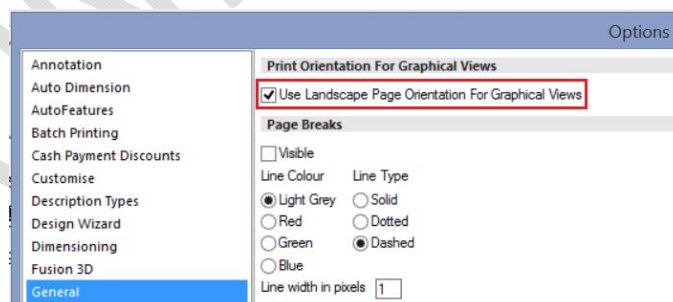 Options
Annotation
Auto Dimension
AutoFeatures
Batch Printing
Cash Payment Discounts
Customise
Description Types
Design Wizard
Dimensioning
Fusion 3D
General
Print Orientation For Graphical Views
Use Landscape Page Orientation For Graphical Views
Page Breaks
Visible
Line Colour Line Type
Light Grey Solid
Red Dotted
Green Dashed
Blue
Line width in pixels 1